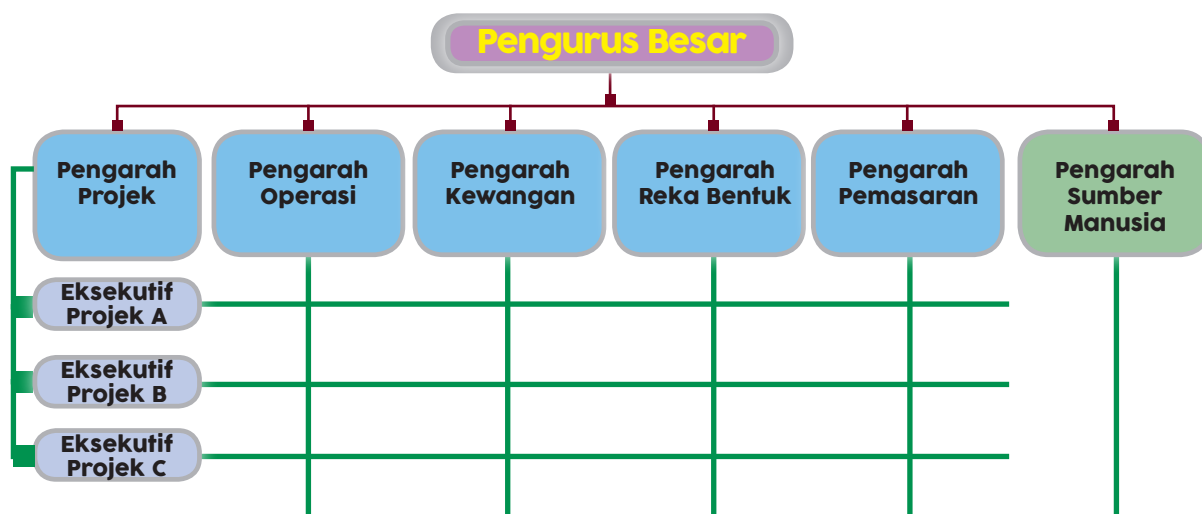 Pengurus Besar
Pengarah
Projek
Pengarah
Operasi
Pengarah
Kewangan
Pengarah
Reka Bentuk
Pengarah
Pemasaran
Pengarah
Sumber
Manusia
Eksekutif
Projek A
Eksekutif
Projek B
Eksekutif
Projek C